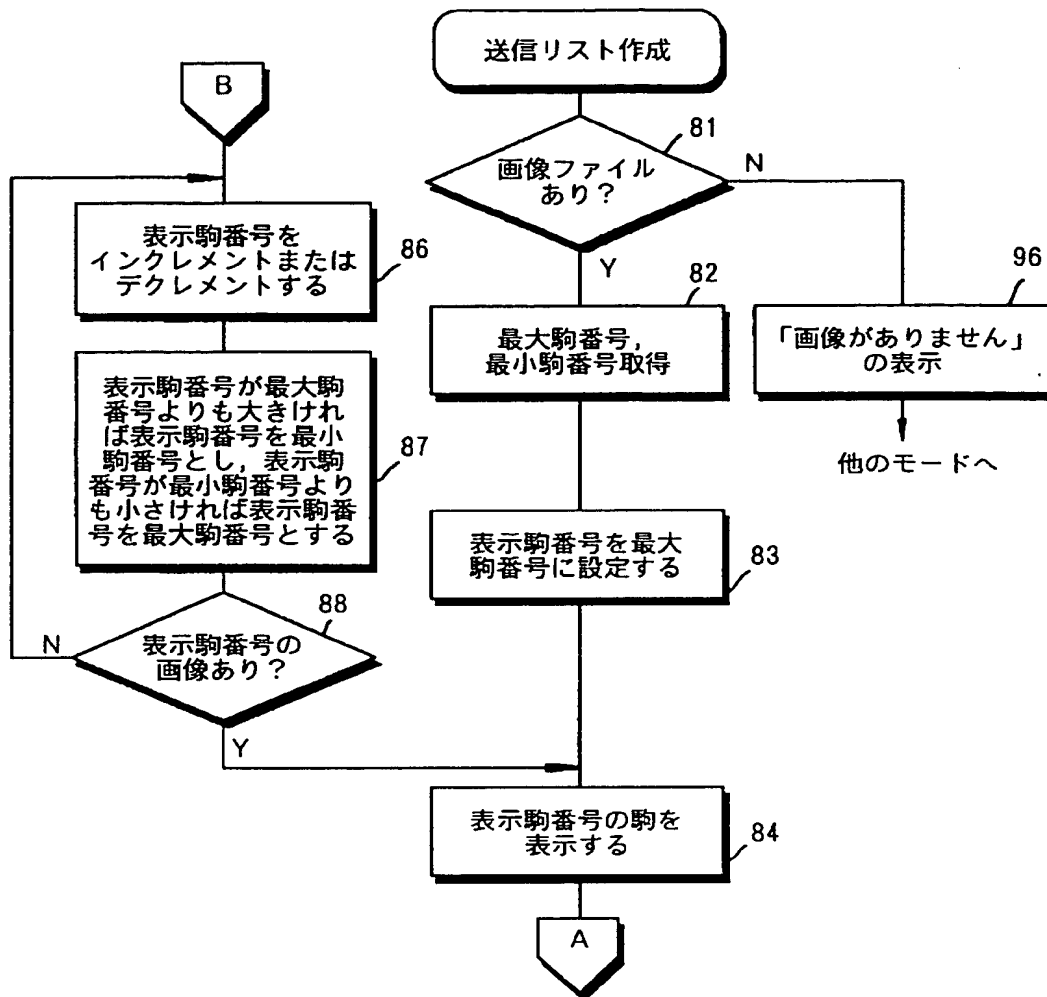 送信リスト作成
81
画像ファイル
あり?
N
Y
82
最大駒番号,
最小駒番号取得
96
「画像がありません」
の表示
他のモードへ
表示駒番号を最大
駒番号に設定する
83
B
表示駒番号を
インクレメントまたは
デクレメントする
86
表示駒番号が最大駒
番号よりも大きけれ
ば表示駒番号を最小
駒番号とし,表示駒
番号が最小駒番号より
も小さければ表示駒番
号を最大駒番号とする
87
88
表示駒番号の
画像あり?
N
Y
表示駒番号の駒を
表示する
84
A